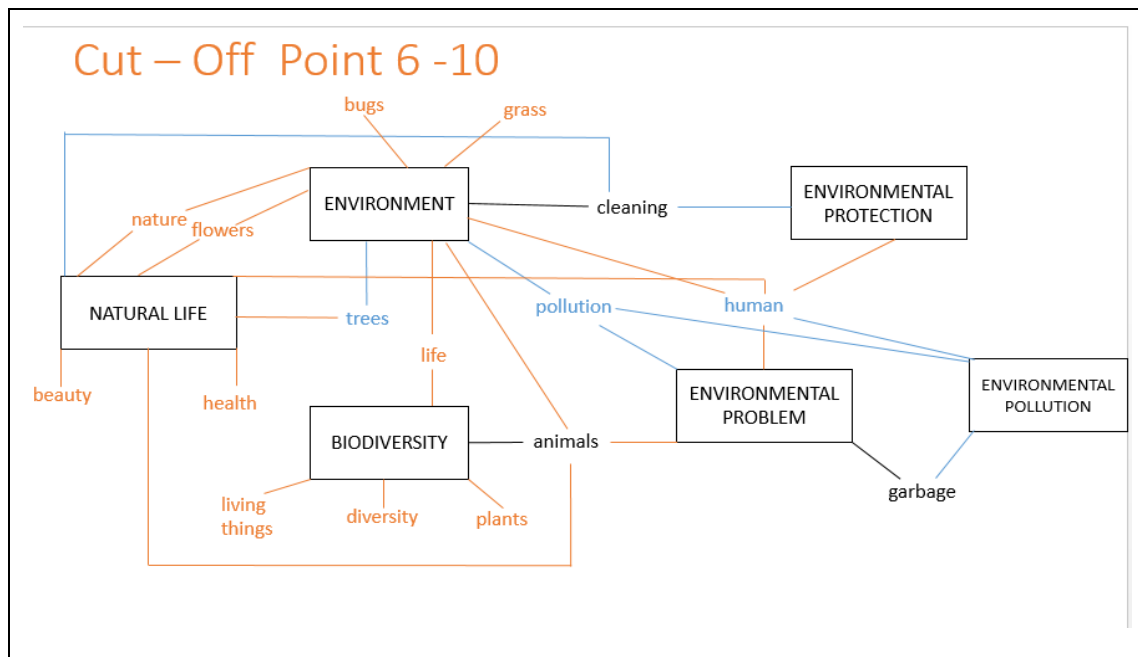 Cut – Off Point 6 -10
bugs
grass
ENVIRONMENT
cleaning
ENVIRONMENTAL
PROTECTION
nature
flowers
NATURAL LIFE
trees
pollution
human
life
beauty
health
ENVIRONMENTAL
PROBLEM
ENVIRONMENTAL
POLLUTION
BIODIVERSITY
animals
garbage
living
things
diversity
plants